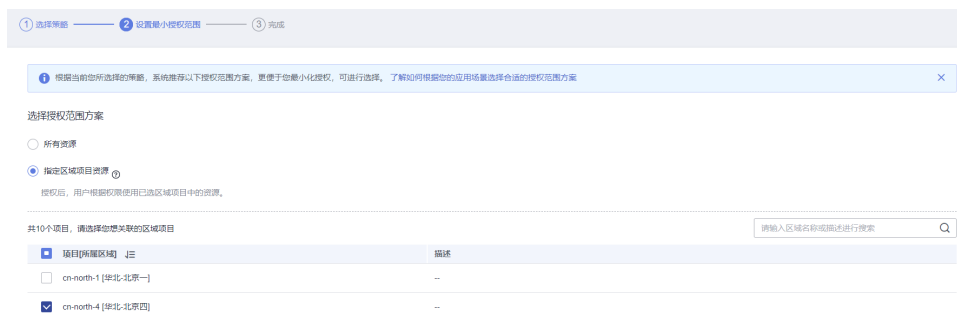 1 选择策略 2 设置最小授权范围 3 完成
根据当前您所选择的策略，系统推荐以下授权范围方案，更便于您最小化授权，可进行选择。 了解如何根据您的应用场景选择合适的授权范围方案
选择授权范围方案
所有资源
指定区域项目资源
授权后，用户根据权限使用已选区域项目中的资源。
共10个项目，请选择您想关联的区域项目 请输入区域名称或描述进行搜索
项目[所属区域] 描述
cn-north-1 [华北-北京一] --
cn-north-4 [华北-北京四] --